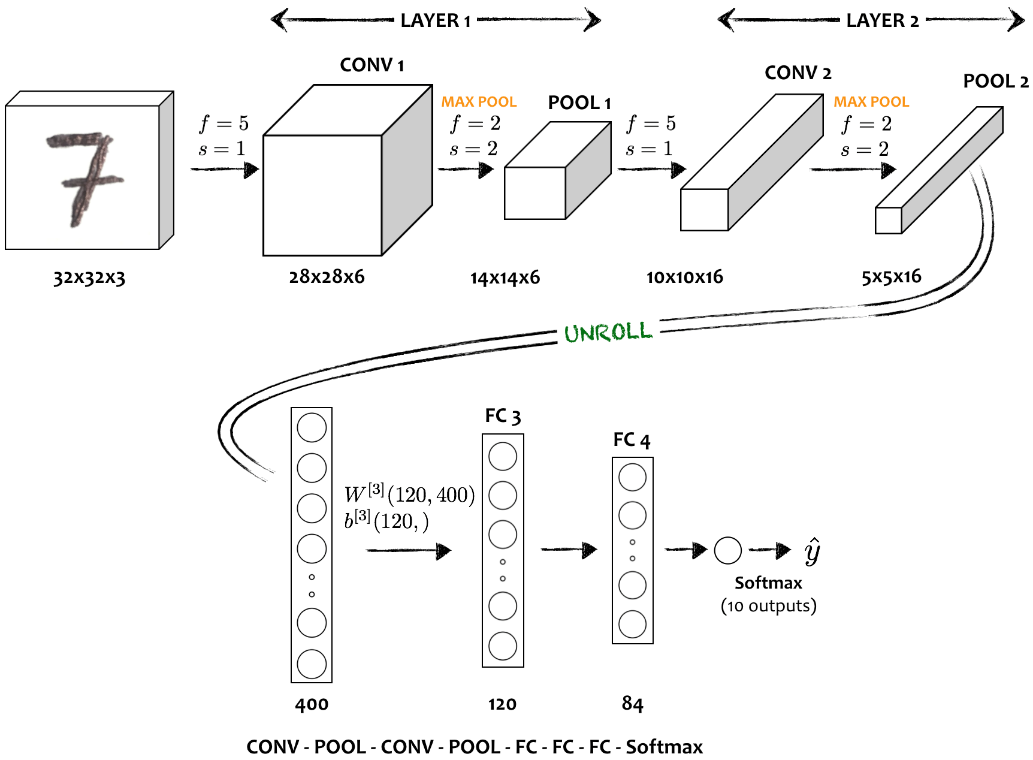 LAYER 1
LAYER 2
CONV 1
CONV 2
POOL 2
MAX POOL
POOL 1
MAX POOL
7
f = 5
s = 1
f = 2
s = 2
f = 5
s = 1
f = 2
s = 2
32x32x3
28x28x6
14x14x6
10x10x16
5x5x16
UNROLL
FC 3
FC 4
W^{[3]}(120, 400)
b^{[3]}(120, )
ŷ
Softmax
(10 outputs)
400
120
84
CONV - POOL - CONV - POOL - FC - FC - FC - Softmax